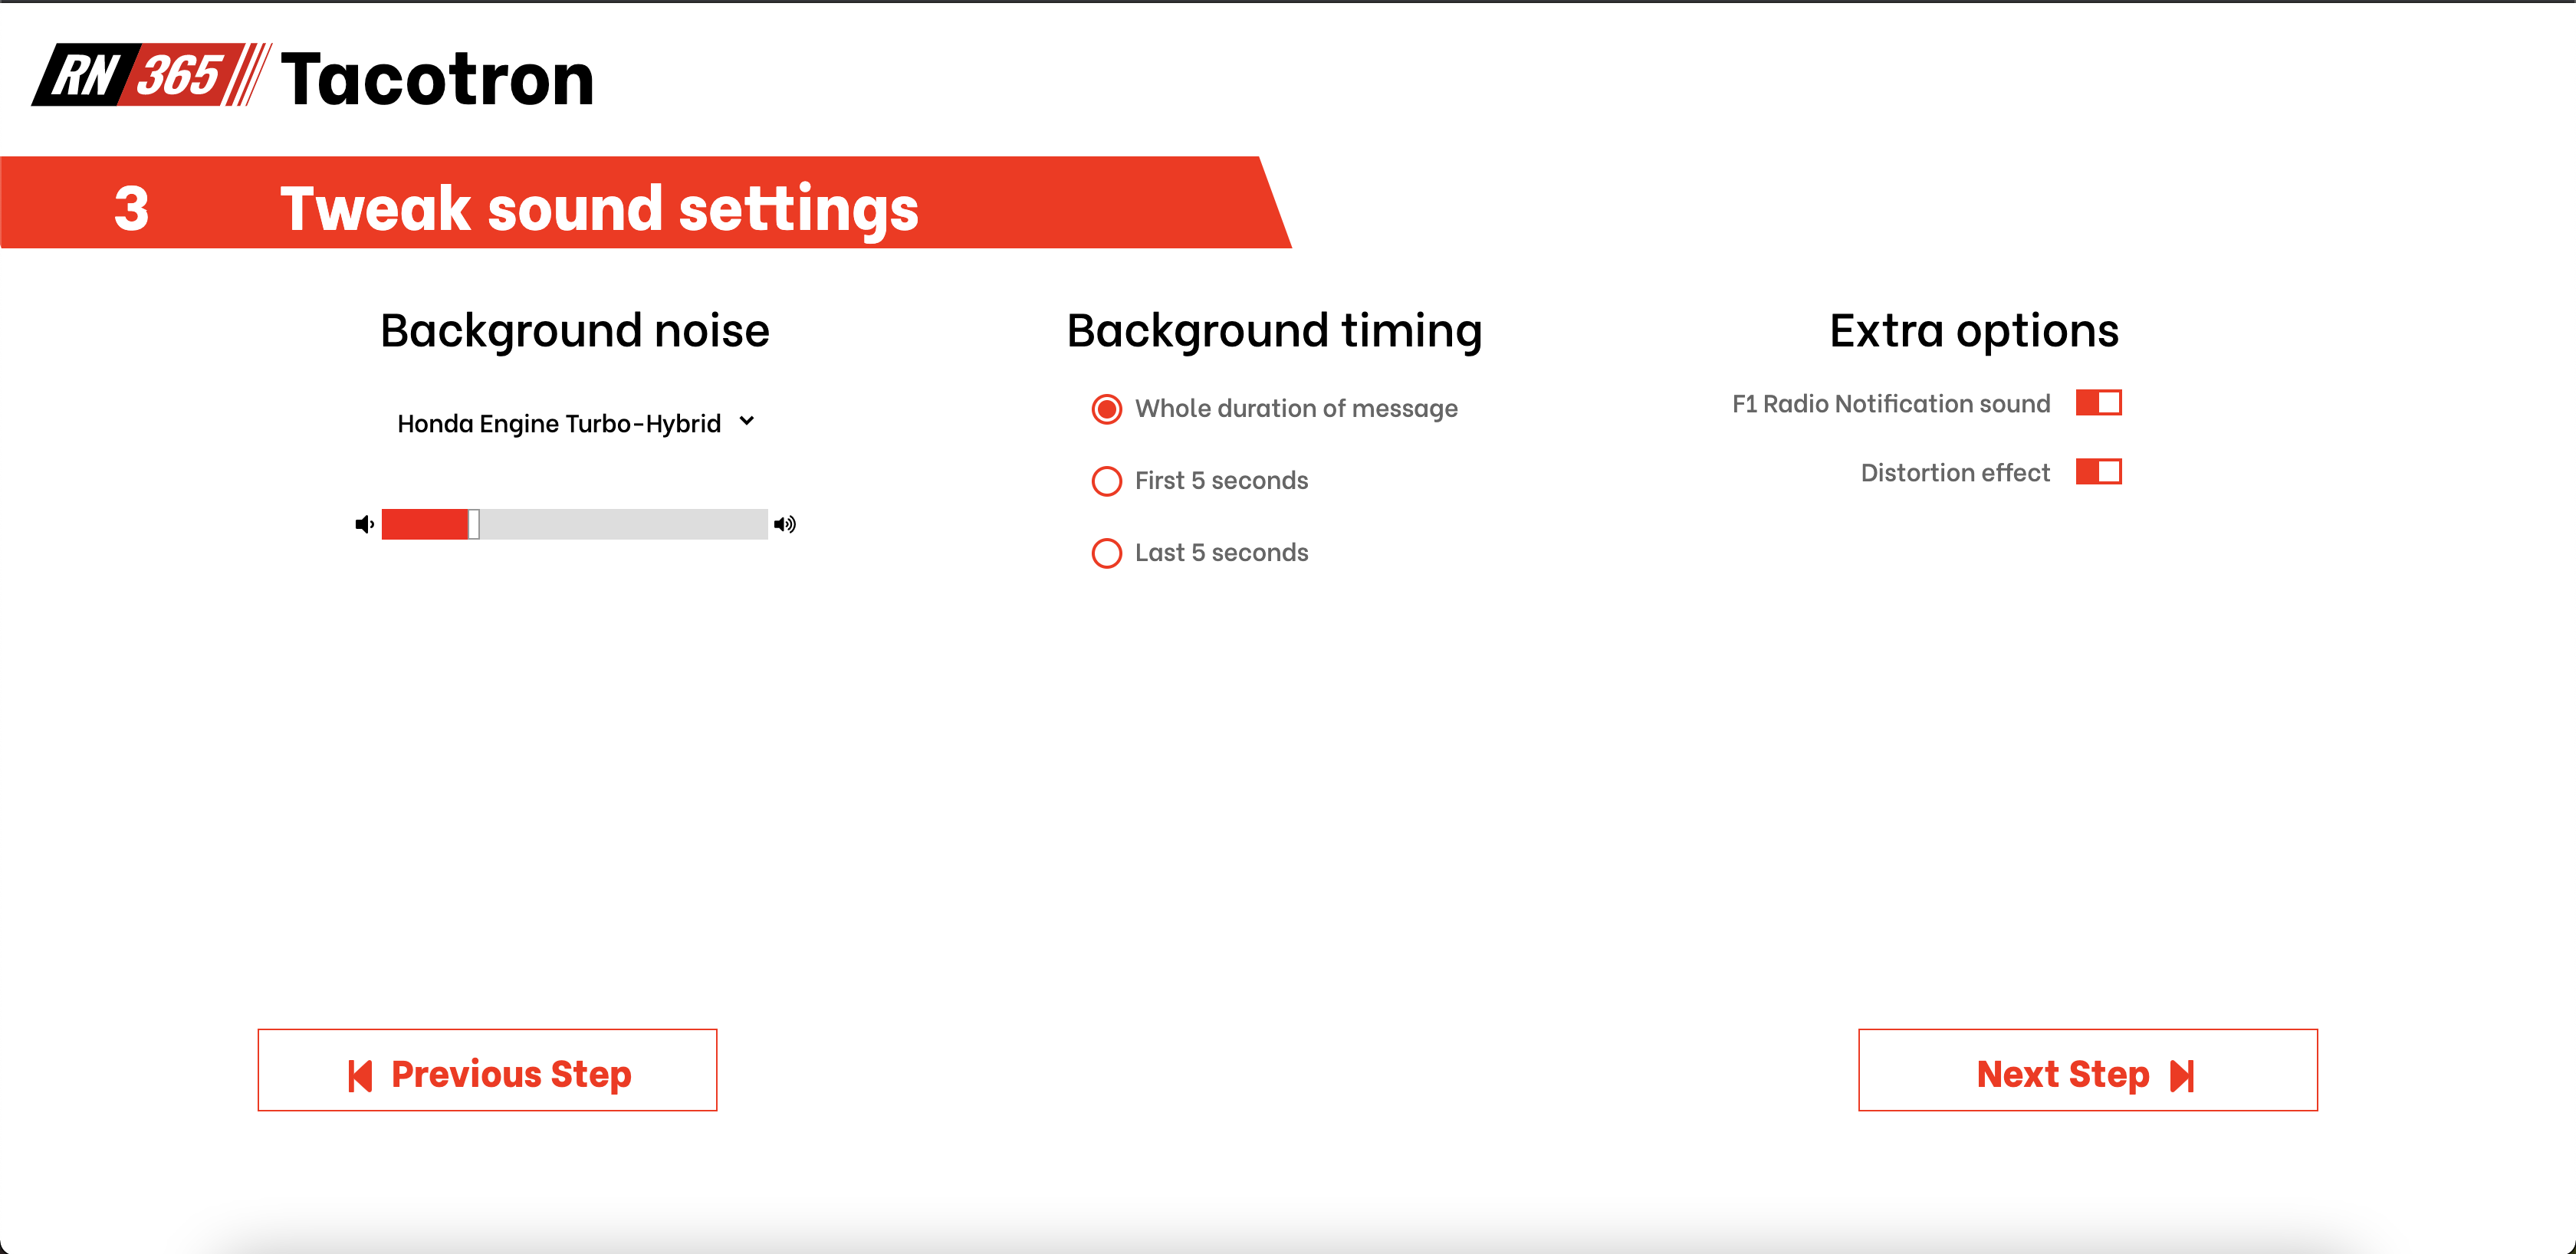 RN 365 Tacotron
3 Tweak sound settings
Background noise
Honda Engine Turbo-Hybrid
Background timing
Whole duration of message
First 5 seconds
Last 5 seconds
Extra options
F1 Radio Notification sound
Distortion effect
Previous Step
Next Step